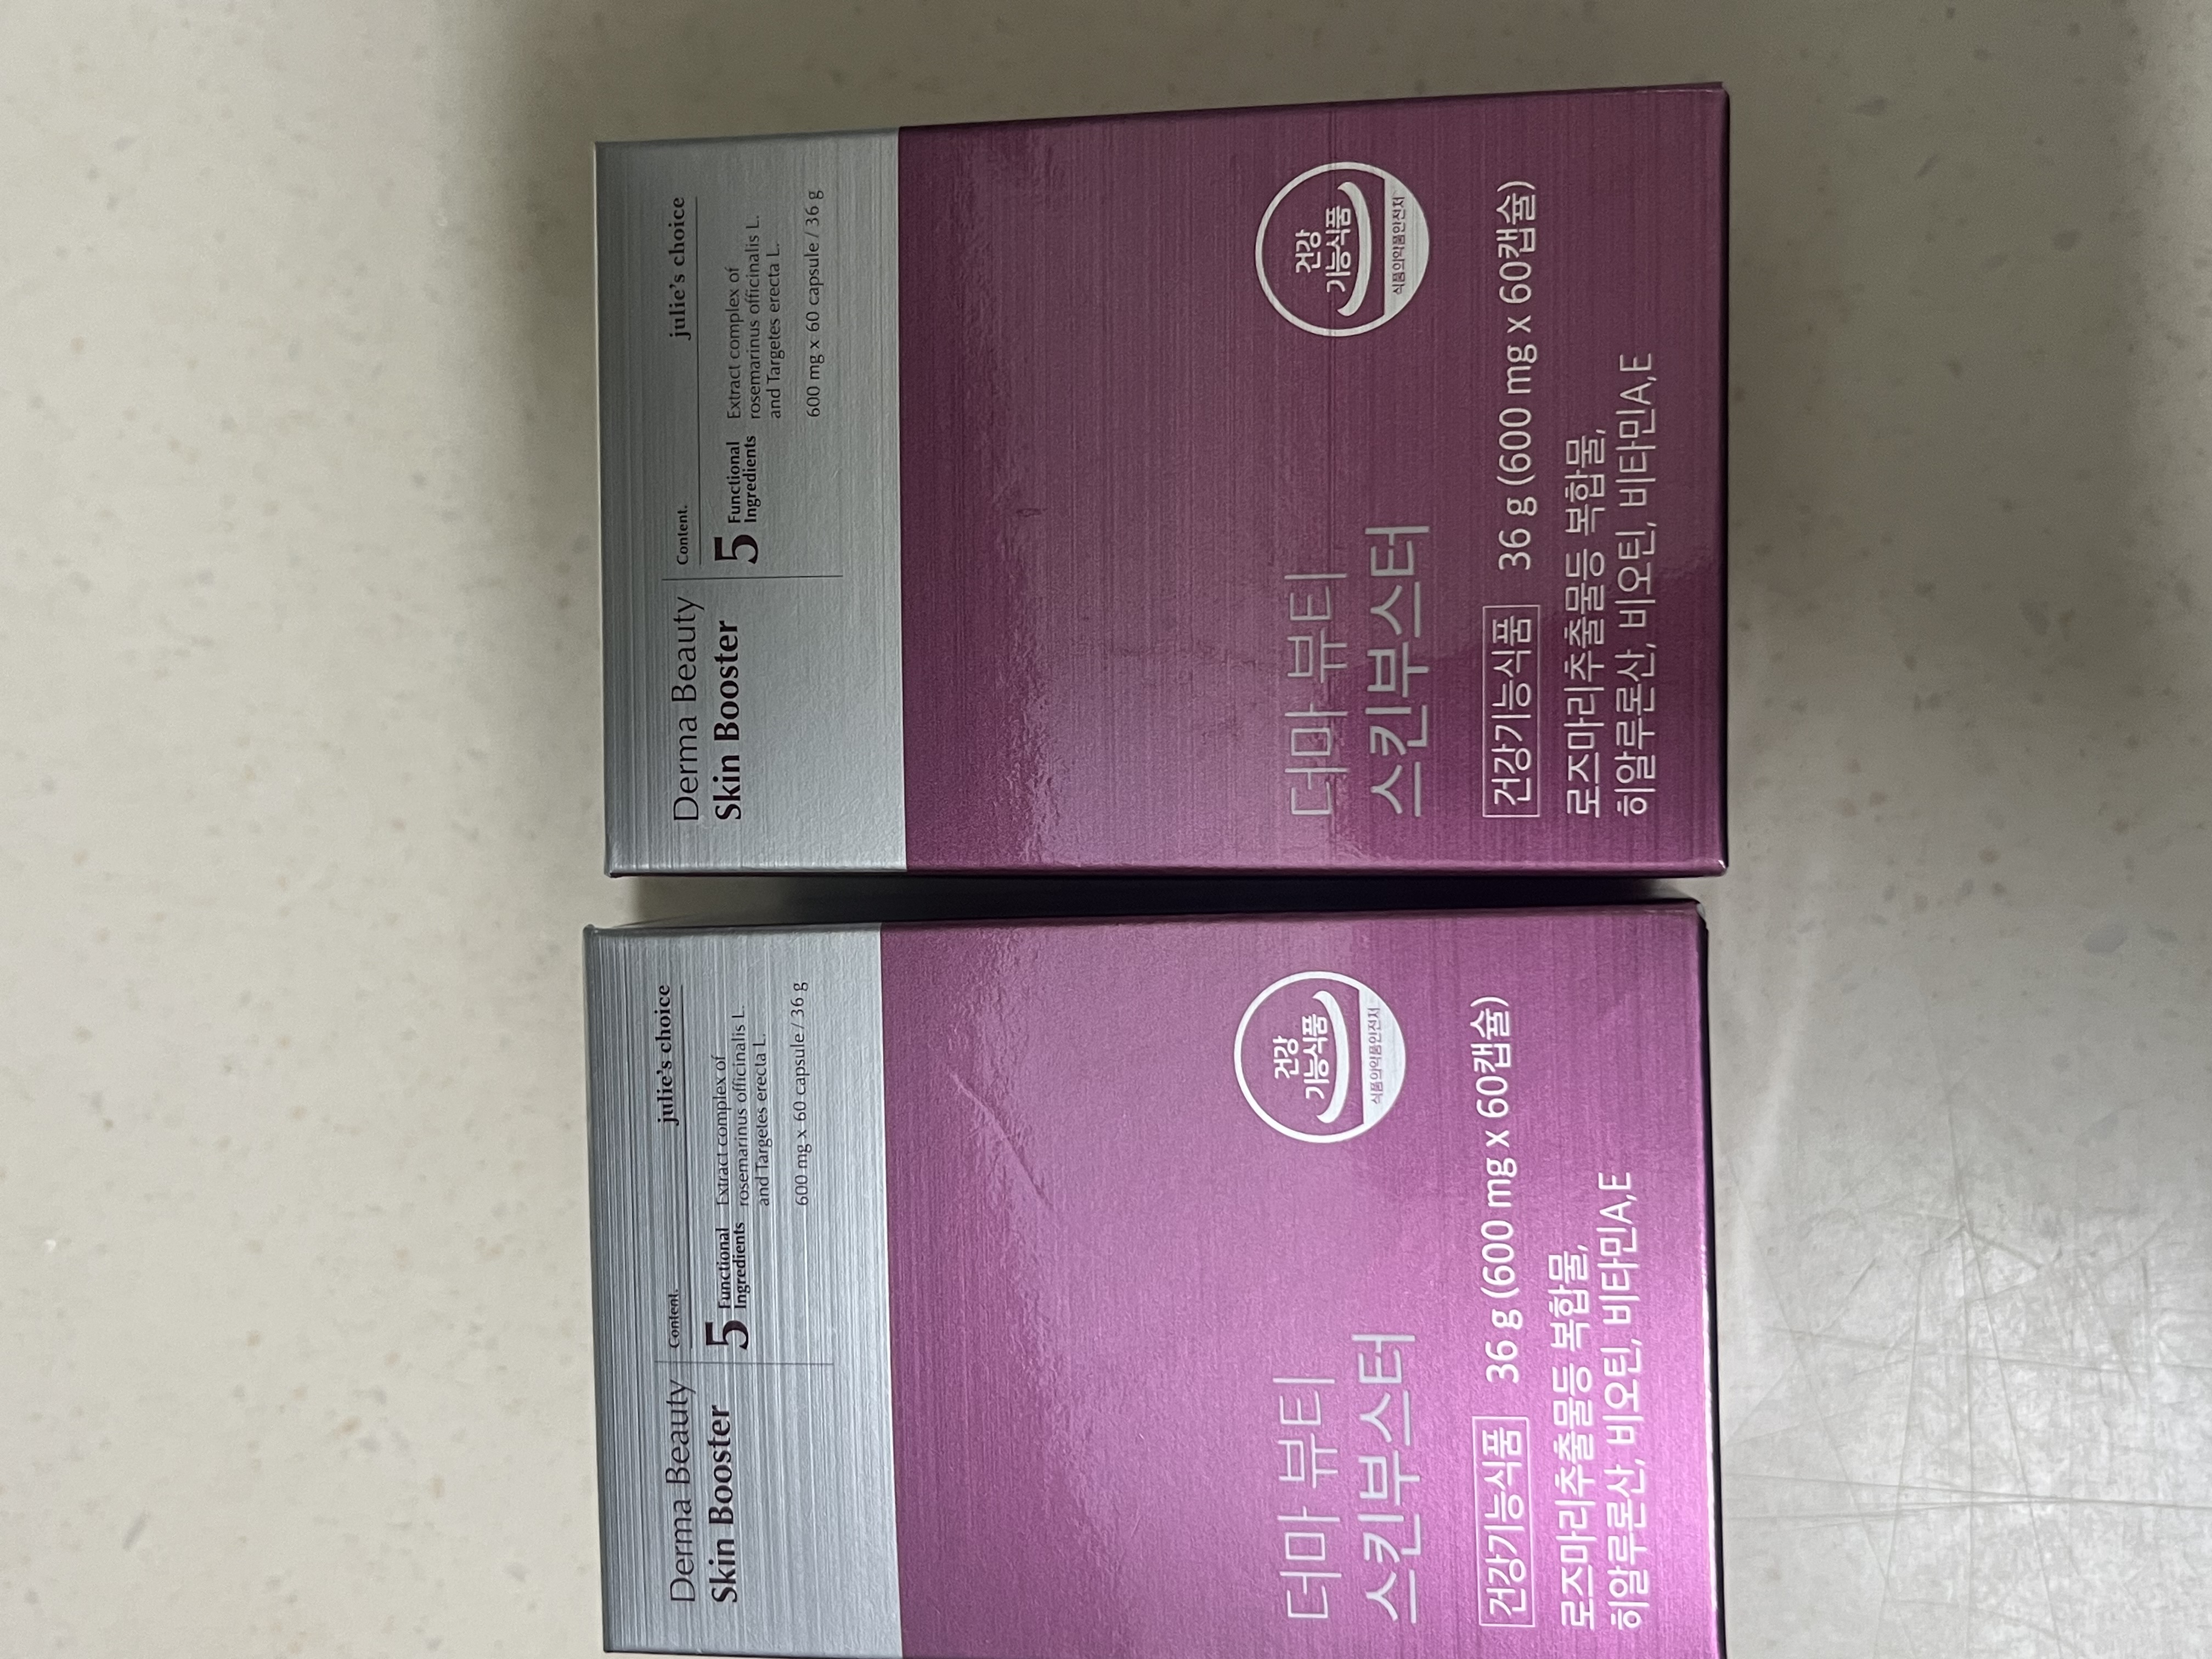 Derma Beauty
Skin Booster
Content.
julie's choice
5 Functional
Ingredients
Extract complex of
rosemarinus officinalis L.
and Targetes erecta L.
600 mg x 60 capsule / 36 g
건강
기능식품
식품의약품안전처
더마 뷰티
스킨부스터
건강기능식품 36 g (600 mg x 60캡슐)
로즈마리추출물등 복합물,
히알루론산, 비오틴, 비타민A,E
Derma Beauty
Skin Booster
Content.
julie's choice
5 Functional
Ingredients
Extract complex of
rosemarinus officinalis L.
and Targetes erecta L.
600 mg x 60 capsule / 36 g
건강
기능식품
식품의약품안전처
더마 뷰티
스킨부스터
건강기능식품 36 g (600 mg x 60캡슐)
로즈마리추출물등 복합물,
히알루론산, 비오틴, 비타민A,E